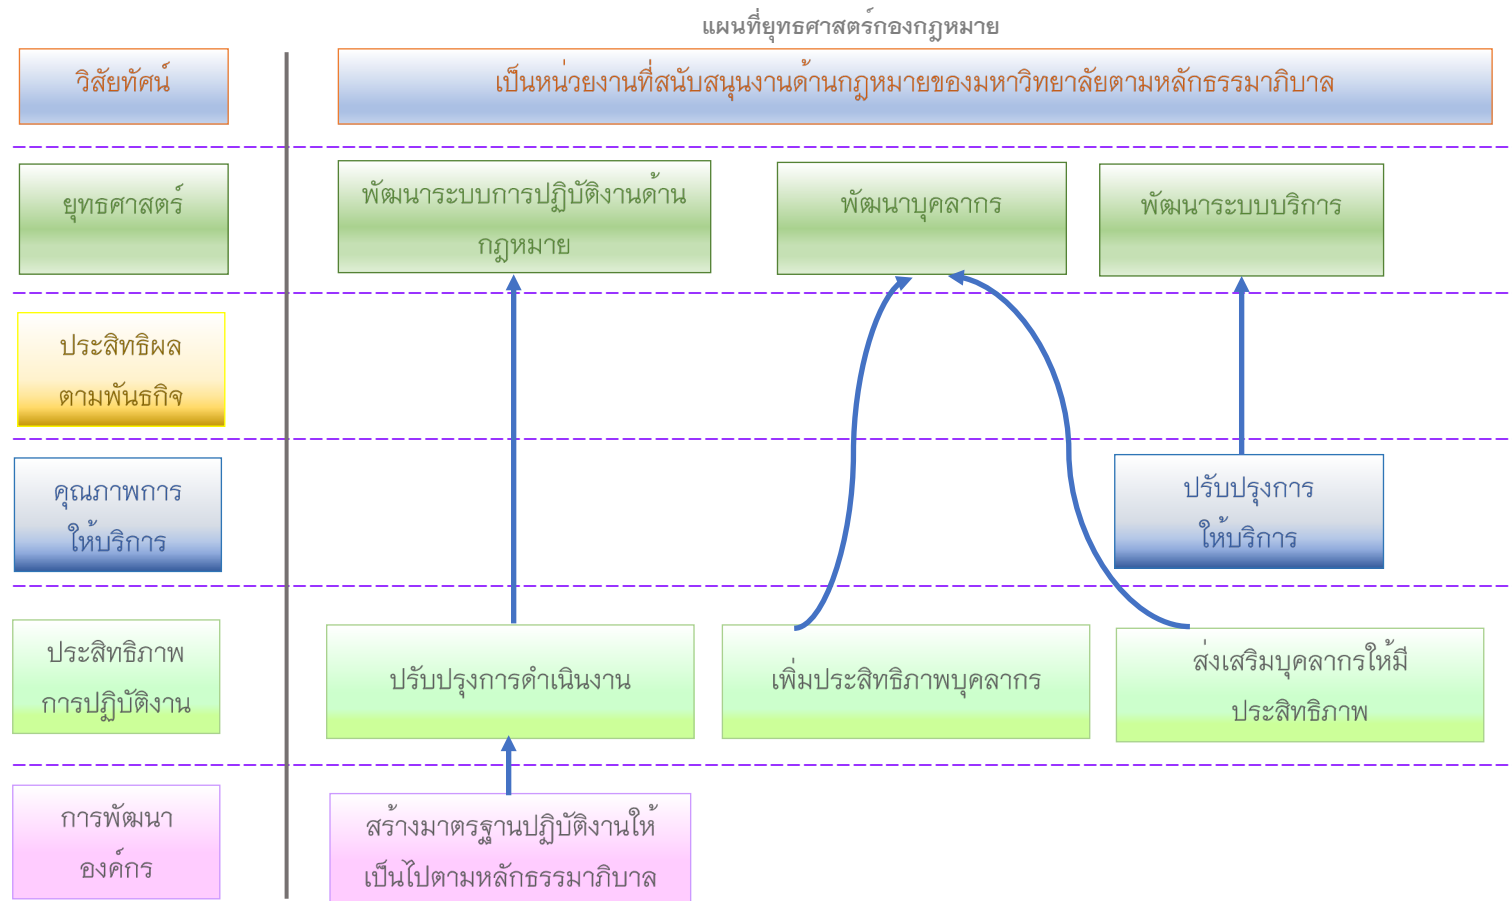 แผนที่ยุทธศาสตร์กองกฎหมาย
วิสัยทัศน์
เป็นหน่วยงานที่สนับสนุนงานด้านกฎหมายของมหาวิทยาลัยตามหลักธรรมาภิบาล
ยุทธศาสตร์
พัฒนาระบบการปฏิบัติงานด้าน
กฎหมาย
พัฒนาบุคลากร
พัฒนาระบบบริการ
ประสิทธิผล
ตามพันธกิจ
คุณภาพการ
ให้บริการ
ปรับปรุงการ
ให้บริการ
ประสิทธิภาพ
การปฏิบัติงาน
ปรับปรุงการดำเนินงาน
เพิ่มประสิทธิภาพบุคลากร
ส่งเสริมบุคลากรให้มี
ประสิทธิภาพ
การพัฒนา
องค์กร
สร้างมาตรฐานปฏิบัติงานให้
เป็นไปตามหลักธรรมาภิบาล